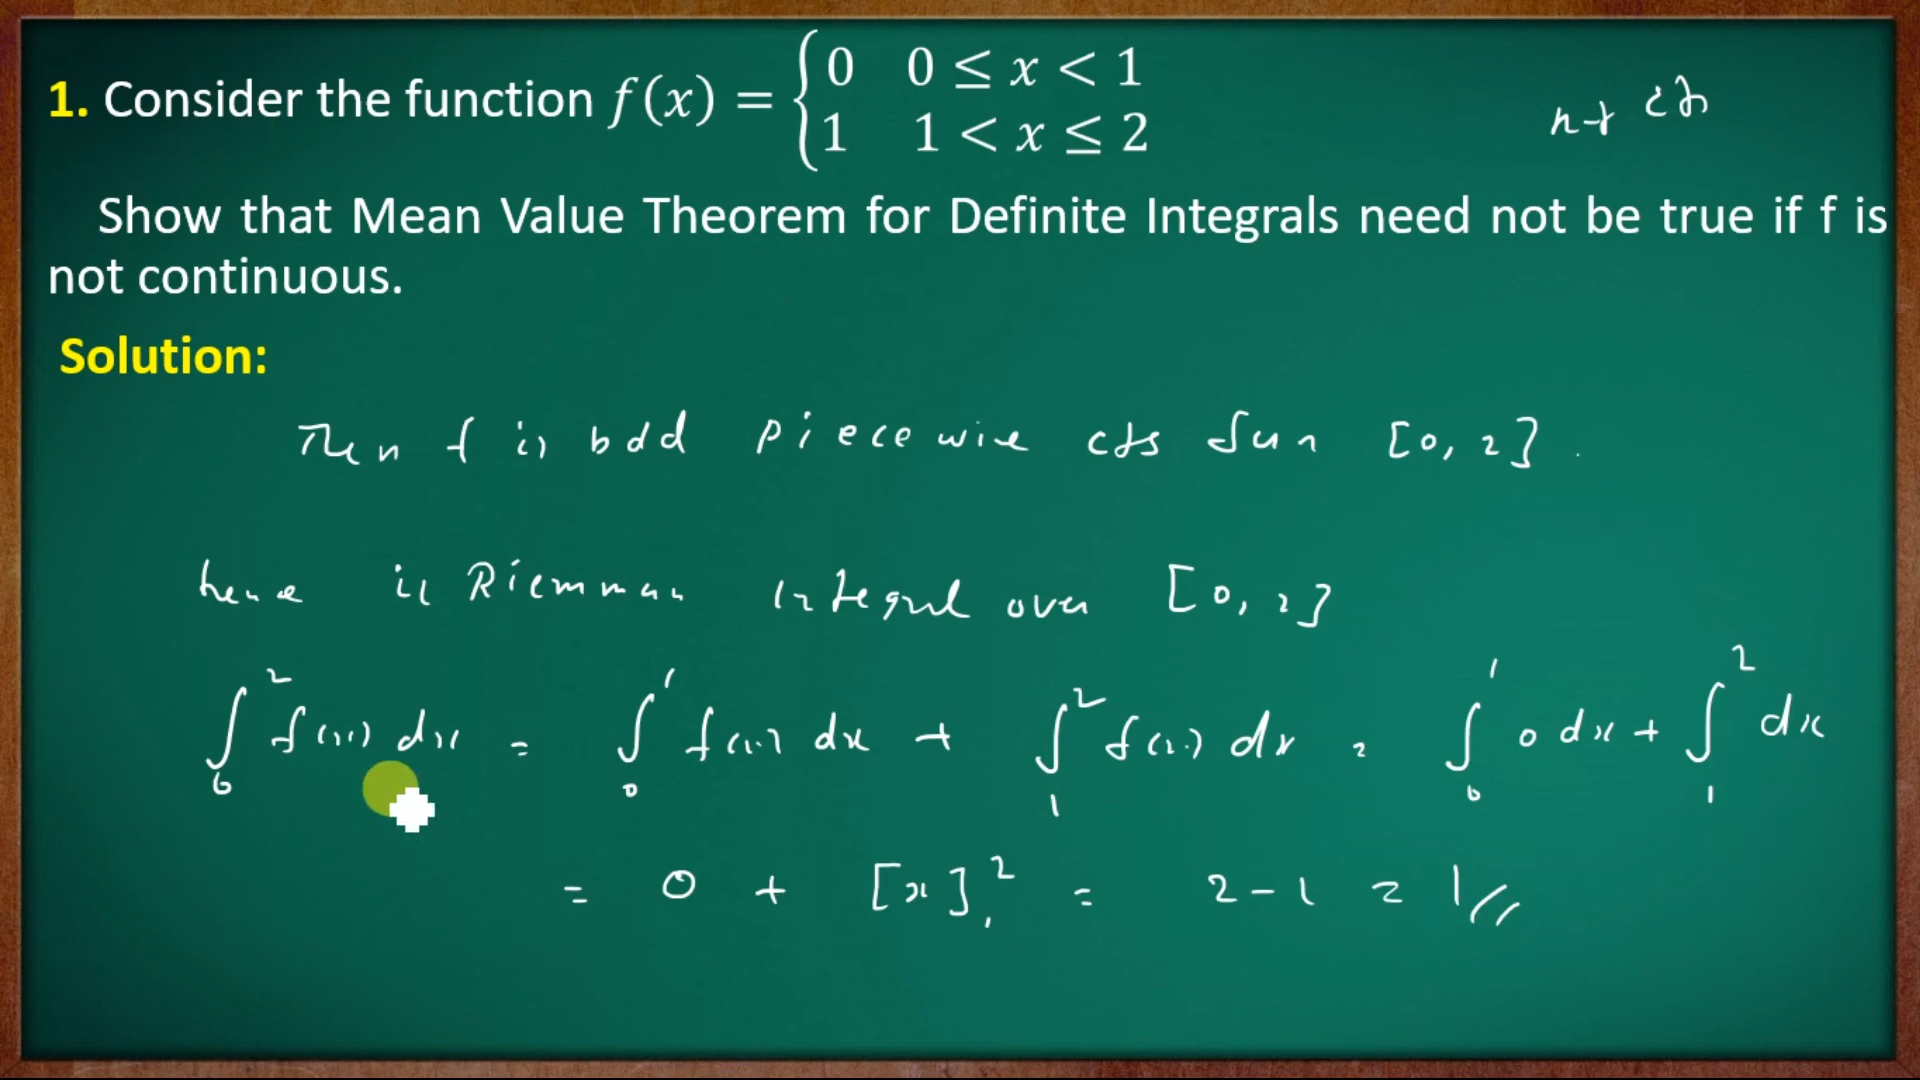 1. Consider the function f(x) = { 0 0 ≤ x < 1
1 1 < x ≤ 2
not cts
Show that Mean Value Theorem for Definite Integrals need not be true if f is
not continuous.
Solution:
Then f is bdd piecewise cts fun [0, 2].
hence is Riemman Integral over [0, 2]
∫₀² f(x) dx = ∫₀¹ f(x) dx + ∫₁² f(x) dx = ∫₀¹ 0 dx + ∫₁² dx
= 0 + [x]₁² = 2 - 1 = 1//